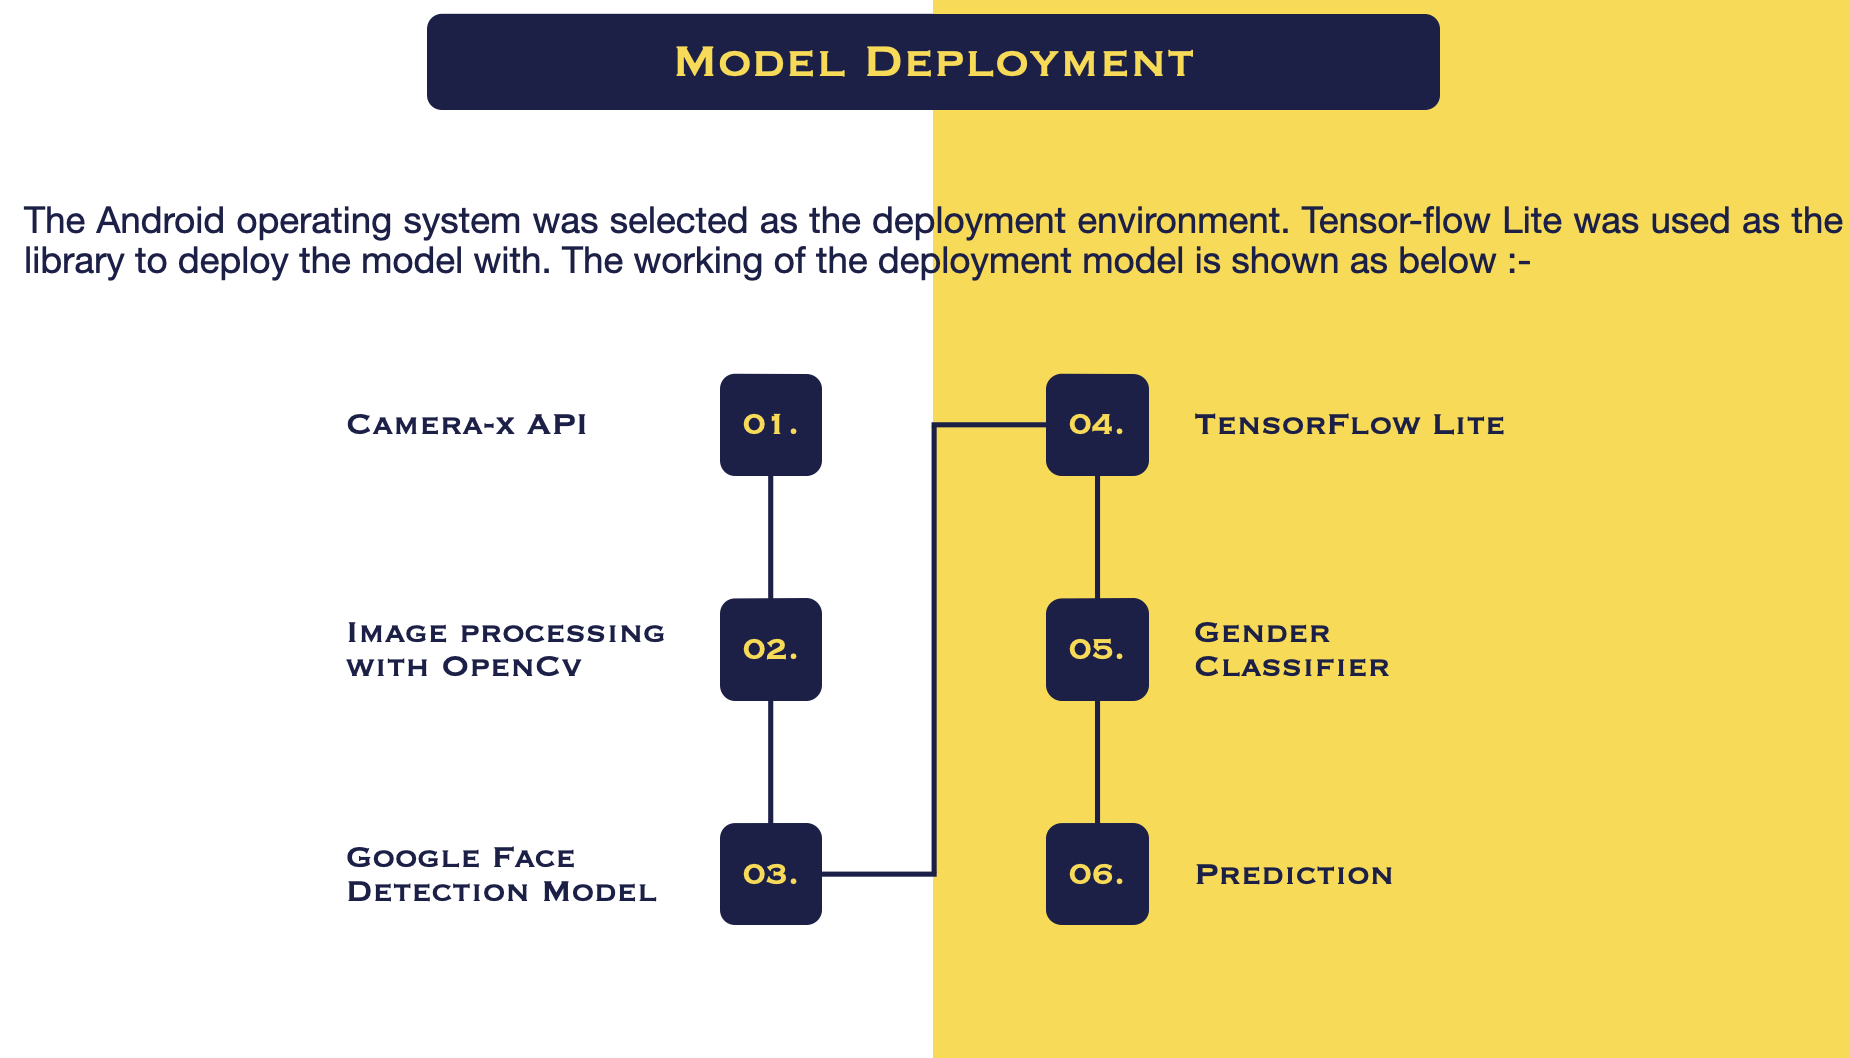 Model Deployment
The Android operating system was selected as the deployment environment. Tensor-flow Lite was used as the
library to deploy the model with. The working of the deployment model is shown as below :-
Camera-x API
01.
Image processing
with OpenCv
02.
Google Face
Detection Model
03.
04.
TensorFlow Lite
05.
Gender
Classifier
06.
Prediction